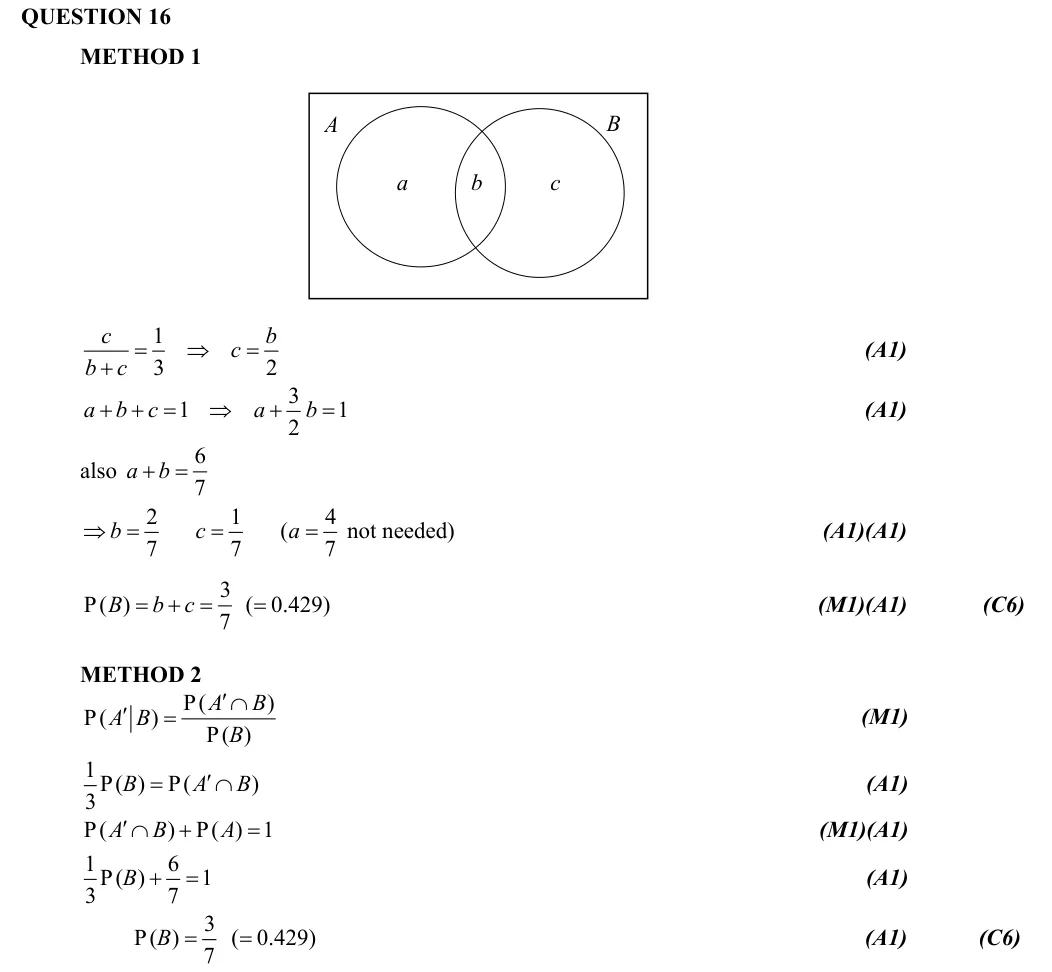 QUESTION 16
METHOD 1
A B
a b c
c/(b + c) = 1/3 ⇒ c = b/2 (A1)
a + b + c = 1 ⇒ a + 3/2 b = 1 (A1)
also a + b = 6/7
⇒ b = 2/7 c = 1/7 (a = 4/7 not needed) (A1)(A1)
P(B) = b + c = 3/7 (= 0.429) (M1)(A1) (C6)
METHOD 2
P(A′|B) = P(A′ ∩ B)/P(B) (M1)
1/3 P(B) = P(A′ ∩ B) (A1)
P(A′ ∩ B) + P(A) = 1 (M1)(A1)
1/3 P(B) + 6/7 = 1 (A1)
P(B) = 3/7 (= 0.429) (A1) (C6)